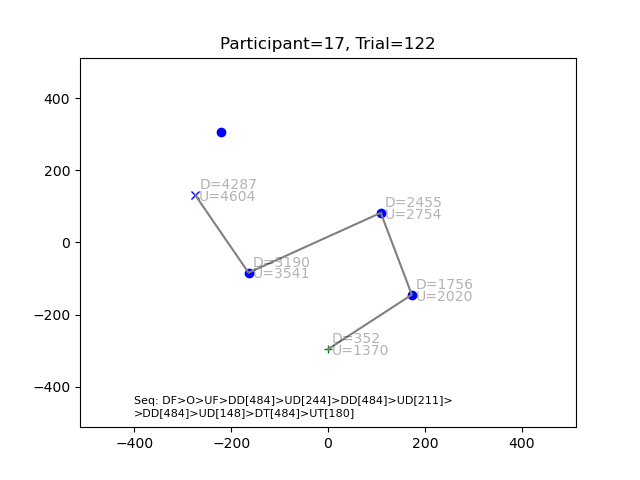 Participant=17, Trial=122
400
200
0
−200
−400
D=4287
U=4604
D=2455
U=2754
D=3190
U=3541
D=1756
U=2020
D=352
U=1370
Seq: DF>O>UF>DD[484]>UD[244]>DD[484]>UD[211]>
>DD[484]>UD[148]>DT[484]>UT[180]
−400 −200 0 200 400